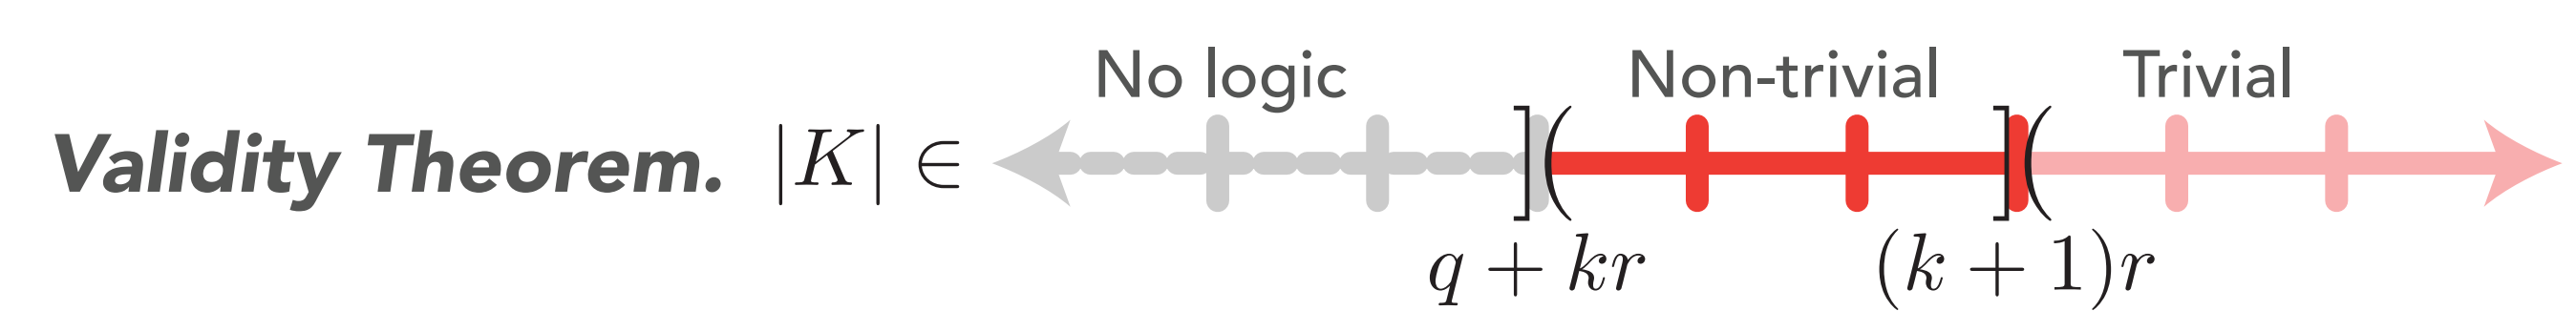 No logic Non-trivial Trivial
Validity Theorem. |K| ∈ ]( ](
q + kr (k + 1)r